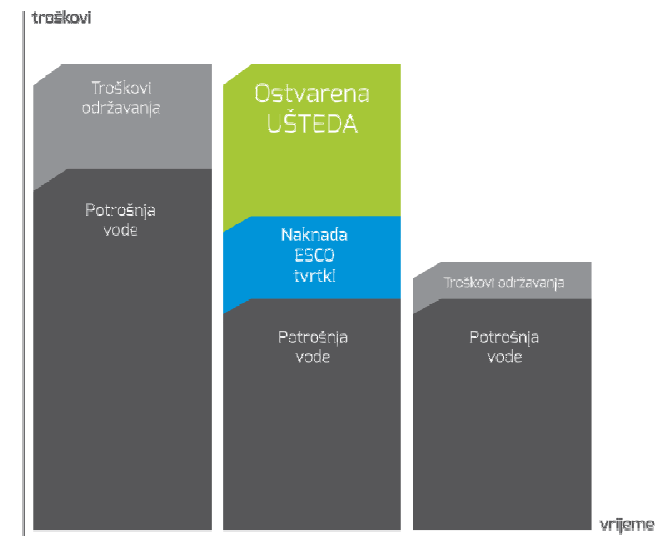 troškovi
Troškovi
održavanja
Potrošnja
vode
Ostvarena
UŠTEDA
Naknada
ESCO
tvrtki
Potrošnja
vode
Troškovi održavanja
Potrošnja
vode
vrijeme